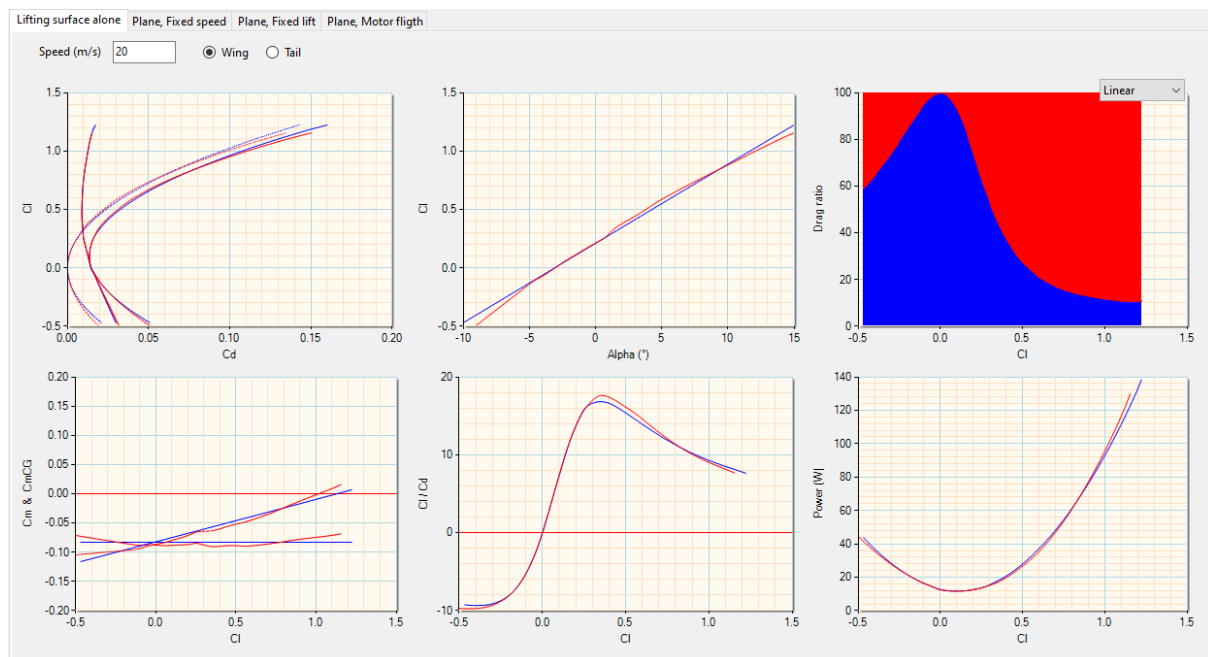 Lifting surface alone Plane, Fixed speed Plane, Fixed lift Plane, Motor fligth
Speed (m/s) 20 Wing Tail
Linear
1.5
1.0
0.5
0.0
-0.5
Cl
0.00 0.05 0.10 0.15 0.20
Cd
1.5
1.0
0.5
0.0
-0.5
Cl
-10 -5 0 5 10 15
Alpha (°)
100
80
60
40
20
0
Drag ratio
-0.5 0.0 0.5 1.0 1.5
Cl
0.20
0.15
0.10
0.05
0.00
-0.05
-0.10
-0.15
-0.20
Cm & CmCG
-0.5 0.0 0.5 1.0 1.5
Cl
20
10
0
-10
Cl / Cd
-0.5 0.0 0.5 1.0 1.5
Cl
140
120
100
80
60
40
20
0
Power [W|
-0.5 0.0 0.5 1.0 1.5
Cl